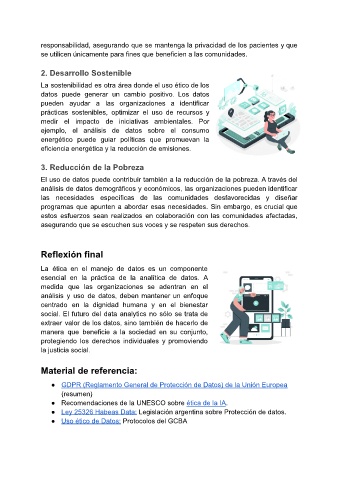 responsabilidad, asegurando que se mantenga la privacidad de los pacientes y que
se utilicen únicamente para fines que beneficien a las comunidades.
2. Desarrollo Sostenible
La sostenibilidad es otra área donde el uso ético de los
datos puede generar un cambio positivo. Los datos
pueden ayudar a las organizaciones a identificar
prácticas sostenibles, optimizar el uso de recursos y
medir el impacto de iniciativas ambientales. Por
ejemplo, el análisis de datos sobre el consumo
energético puede guiar políticas que promuevan la
eficiencia energética y la reducción de emisiones.
3. Reducción de la Pobreza
El uso de datos puede contribuir también a la reducción de la pobreza. A través del
análisis de datos demográficos y económicos, las organizaciones pueden identificar
las necesidades específicas de las comunidades desfavorecidas y diseñar
programas que apunten a abordar esas necesidades. Sin embargo, es crucial que
estos esfuerzos sean realizados en colaboración con las comunidades afectadas,
asegurando que se escuchen sus voces y se respeten sus derechos.
Reflexión final
La ética en el manejo de datos es un componente
esencial en la práctica de la analítica de datos. A
medida que las organizaciones se adentran en el
análisis y uso de datos, deben mantener un enfoque
centrado en la dignidad humana y en el bienestar
social. El futuro del data analytics no sólo se trata de
extraer valor de los datos, sino también de hacerlo de
manera que beneficie a la sociedad en su conjunto,
protegiendo los derechos individuales y promoviendo
la justicia social.
Material de referencia:
● GDPR (Reglamento General de Protección de Datos) de la Unión Europea
(resumen)
● Recomendaciones de la UNESCO sobre ética de la IA.
● Ley 25326 Habeas Data: Legislación argentina sobre Protección de datos.
● Uso ético de Datos: Protocolos del GCBA